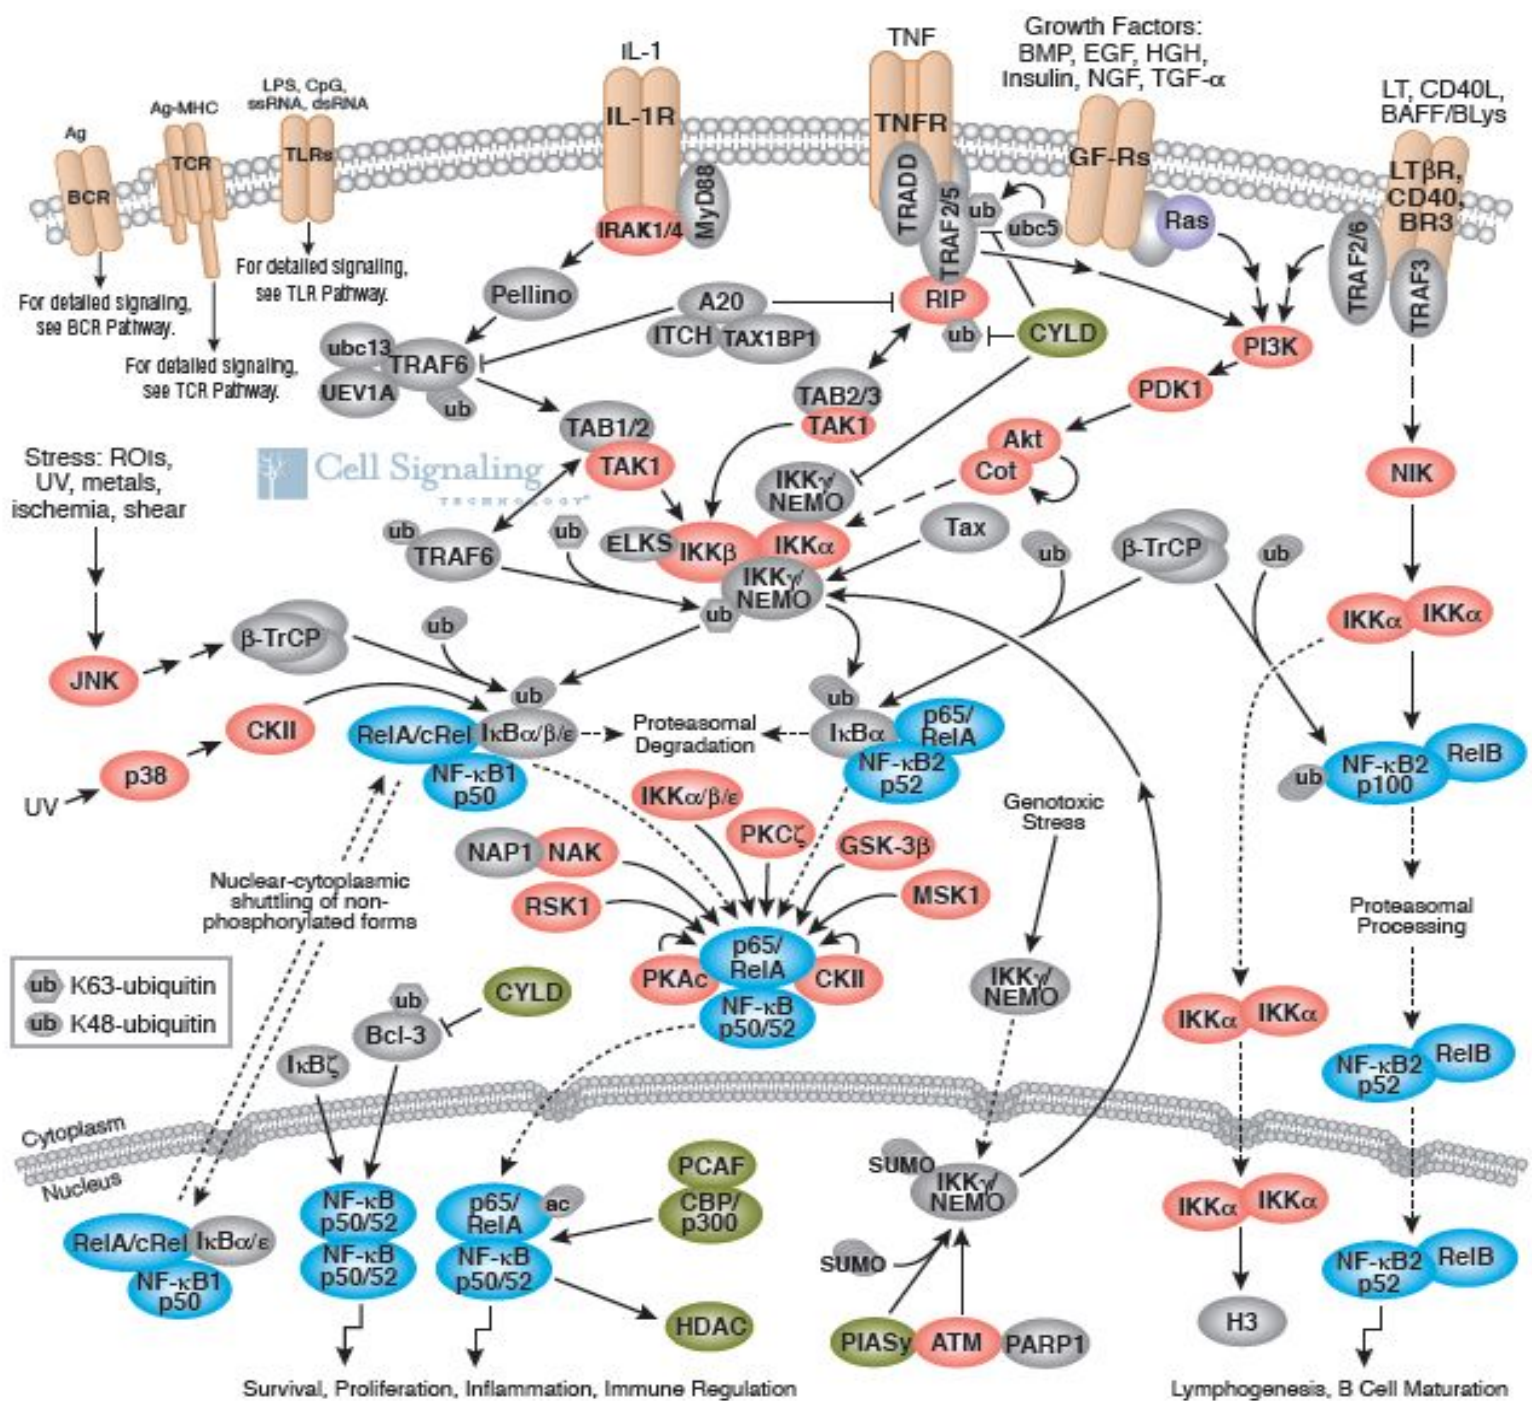 IL-1
TNF
Growth Factors:
BMP, EGF, HGH,
Insulin, NGF, TGF-α
LT, CD40L,
BAFF/BLys
Ag
Ag-MHC
LPS, CpG,
ssRNA, dsRNA
BCR
TCR
TLRs
IL-1R
TNFR
GF-Rs
LTβR,
CD40,
BR3
IRAK1/4
MyD88
TRADD
TRAF2/5
ub
ubc5
Ras
TRAF2/6
TRAF3
For detailed signaling,
see BCR Pathway.
For detailed signaling,
see TCR Pathway.
For detailed signaling,
see TLR Pathway.
Pellino
A20
ITCH
TAX1BP1
RIP
ub
CYLD
PI3K
ubc13
UEV1A
TRAF6
ub
TAB2/3
TAK1
PDK1
TAB1/2
TAK1
Akt
Cot
NIK
Cell Signaling
TECHNOLOGY®
Stress: ROIs,
UV, metals,
ischemia, shear
IKKγ/
NEMO
Tax
ub
TRAF6
ub
ELKS
IKKβ
IKKα
IKKγ/
NEMO
ub
ub
β-TrCP
ub
IKKα
IKKα
JNK
β-TrCP
ub
ub
RelA/cRel
IκBα/β/ε
NF-κB1
p50
Proteasomal
Degradation
ub
IκBα
p65/
RelA
NF-κB2
p52
ub
NF-κB2
p100
RelB
UV
p38
CKII
IKKα/β/ε
PKCζ
GSK-3β
MSK1
NAP1
NAK
RSK1
Genotoxic
Stress
Nuclear-cytoplasmic
shuttling of non-
phosphorylated forms
Proteasomal
Processing
PKAc
p65/
RelA
CKII
NF-κB
p50/52
IKKγ/
NEMO
ub K63-ubiquitin
ub K48-ubiquitin
ub
Bcl-3
CYLD
IκBζ
IKKα
IKKα
NF-κB2
p52
RelB
Cytoplasm
Nucleus
RelA/cRel
IκBα/ε
NF-κB1
p50
NF-κB
p50/52
NF-κB
p50/52
p65/
RelA
ac
NF-κB
p50/52
PCAF
CBP/
p300
HDAC
SUMO
IKKγ/
NEMO
SUMO
PIASy
ATM
PARP1
IKKα
IKKα
H3
NF-κB2
p52
RelB
Survival, Proliferation, Inflammation, Immune Regulation
Lymphogenesis, B Cell Maturation